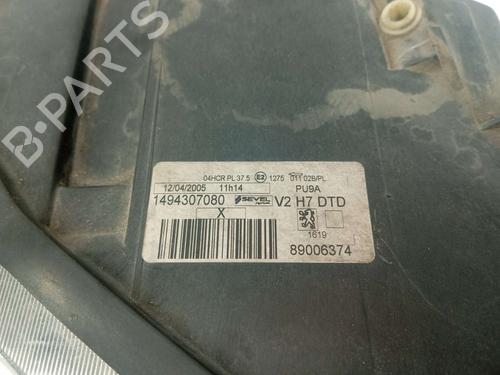 04HCR PL 37.5 E2 1275 011 02B/PL
12/04/2005 11h14 PU9A
1494307080 SEVEL V2 H7 DTD
X
1619
89006374
B-PARTS